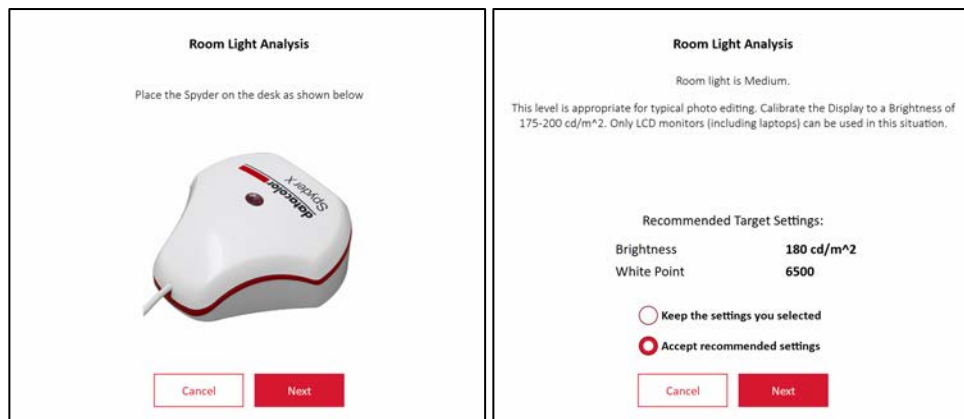 Room Light Analysis
Place the Spyder on the desk as shown below
datacolor
Spyder X
Cancel
Next
Room Light Analysis
Room light is Medium.
This level is appropriate for typical photo editing. Calibrate the Display to a Brightness of
175-200 cd/m^2. Only LCD monitors (including laptops) can be used in this situation.
Recommended Target Settings:
Brightness 180 cd/m^2
White Point 6500
Keep the settings you selected
Accept recommended settings
Cancel
Next